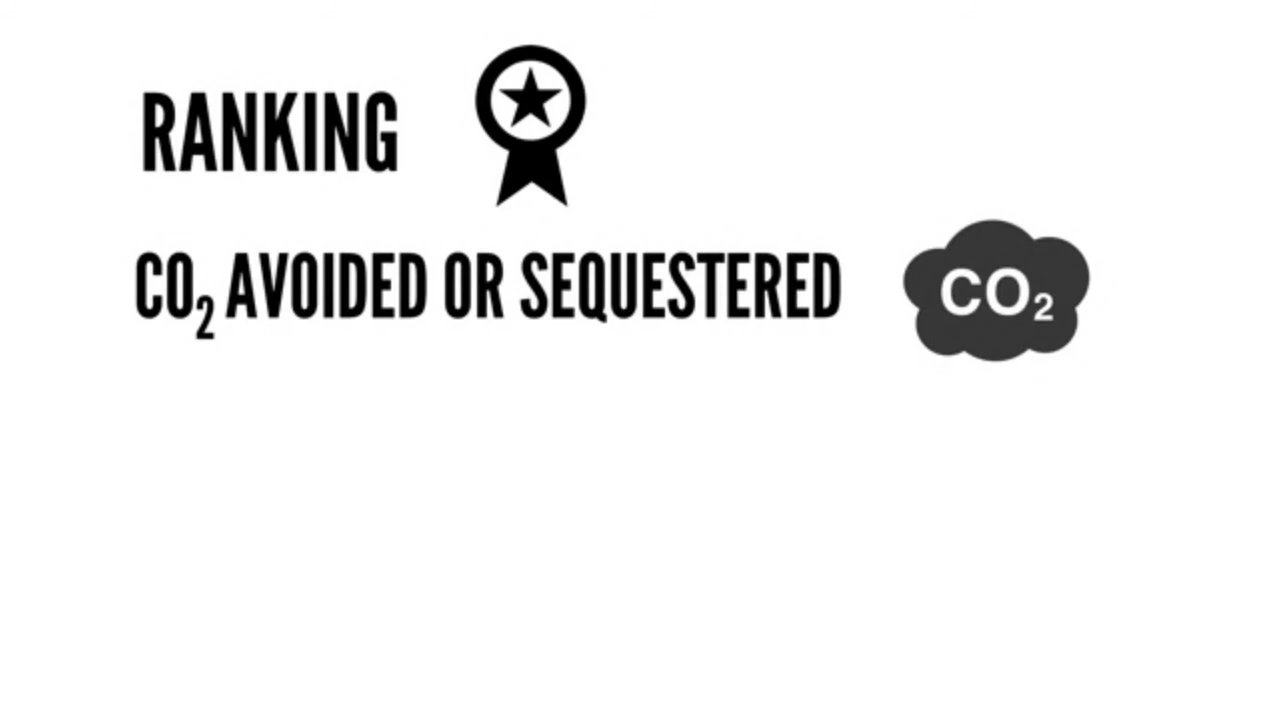 RANKING
CO₂ AVOIDED OR SEQUESTERED
CO₂